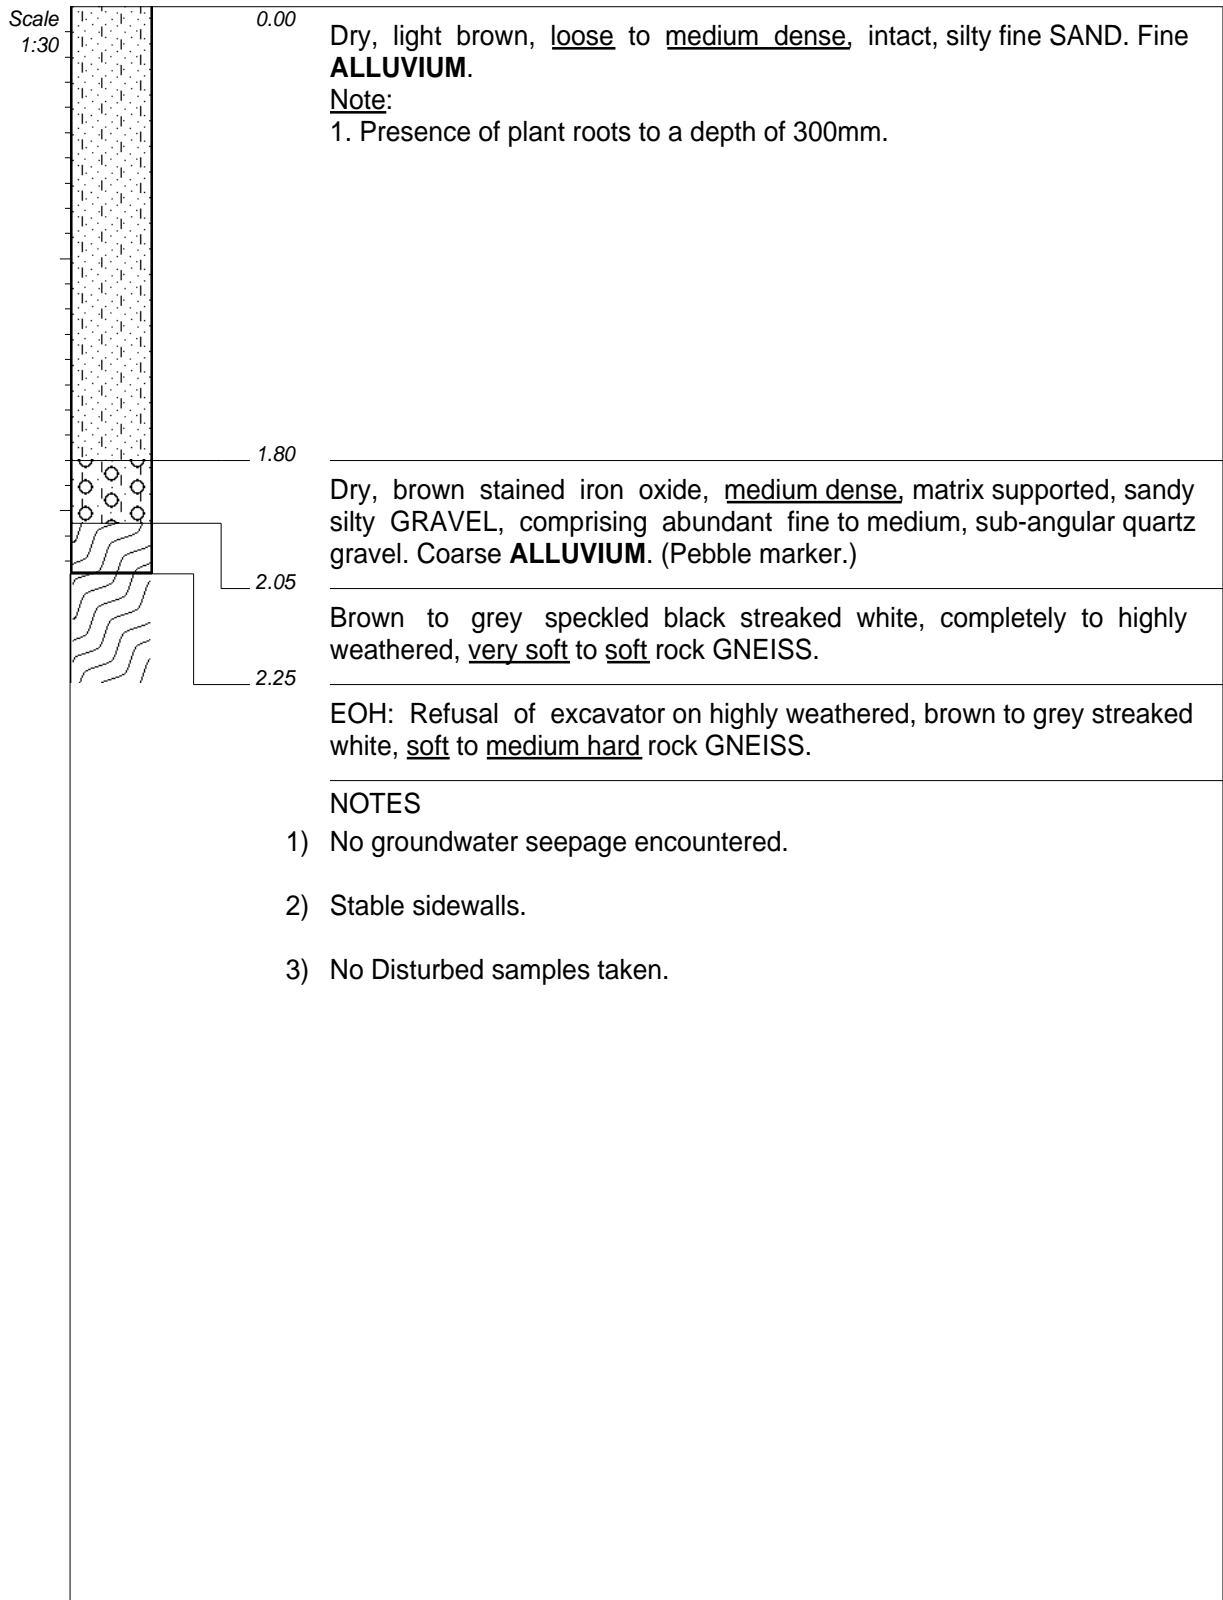 Scale
1:30
0.00
Dry, light brown, loose to medium dense, intact, silty fine SAND. Fine
ALLUVIUM.
Note:
1. Presence of plant roots to a depth of 300mm.
1.80
Dry, brown stained iron oxide, medium dense, matrix supported, sandy
silty GRAVEL, comprising abundant fine to medium, sub-angular quartz
gravel. Coarse ALLUVIUM. (Pebble marker.)
2.05
Brown to grey speckled black streaked white, completely to highly
weathered, very soft to soft rock GNEISS.
2.25
EOH: Refusal of excavator on highly weathered, brown to grey streaked
white, soft to medium hard rock GNEISS.
NOTES
1) No groundwater seepage encountered.
2) Stable sidewalls.
3) No Disturbed samples taken.